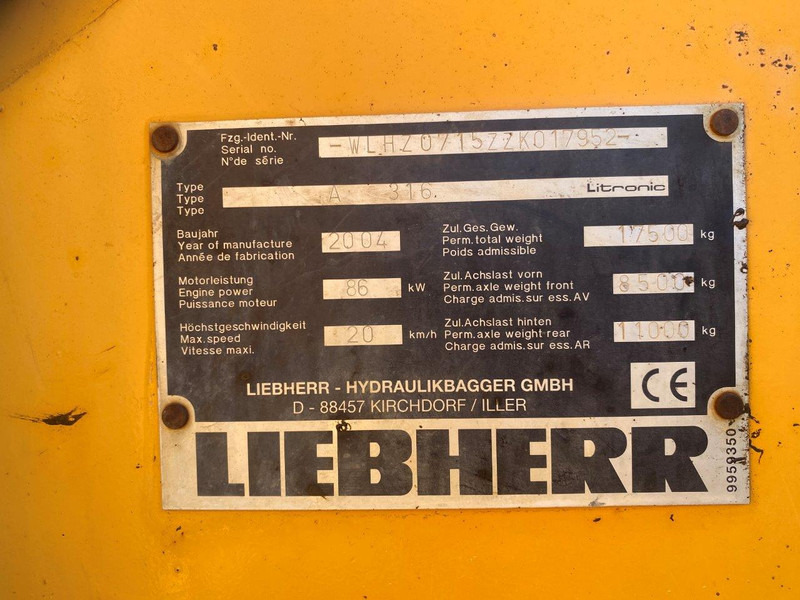 Fzg.-Ident.-Nr.
Serial no. -WLHZ0715ZZK017952-
N°de série
Type
Type A 316 Litronic
Type
Baujahr
Year of manufacture 2004
Année de fabrication
Zul.Ges.Gew.
Perm.total weight 17500 kg
Poids admissible
Motorleistung
Engine power 86 kW
Puissance moteur
Zul.Achslast vorn
Perm.axle weight front 8500 kg
Charge admis.sur ess.AV
Höchstgeschwindigkeit
Max.speed 20 km/h
Vitesse maxi.
Zul.Achslast hinten
Perm.axle weight rear 11000 kg
Charge admis.sur ess.AR
LIEBHERR - HYDRAULIKBAGGER GMBH
D - 88457 KIRCHDORF / ILLER
CE
LIEBHERR
9959350